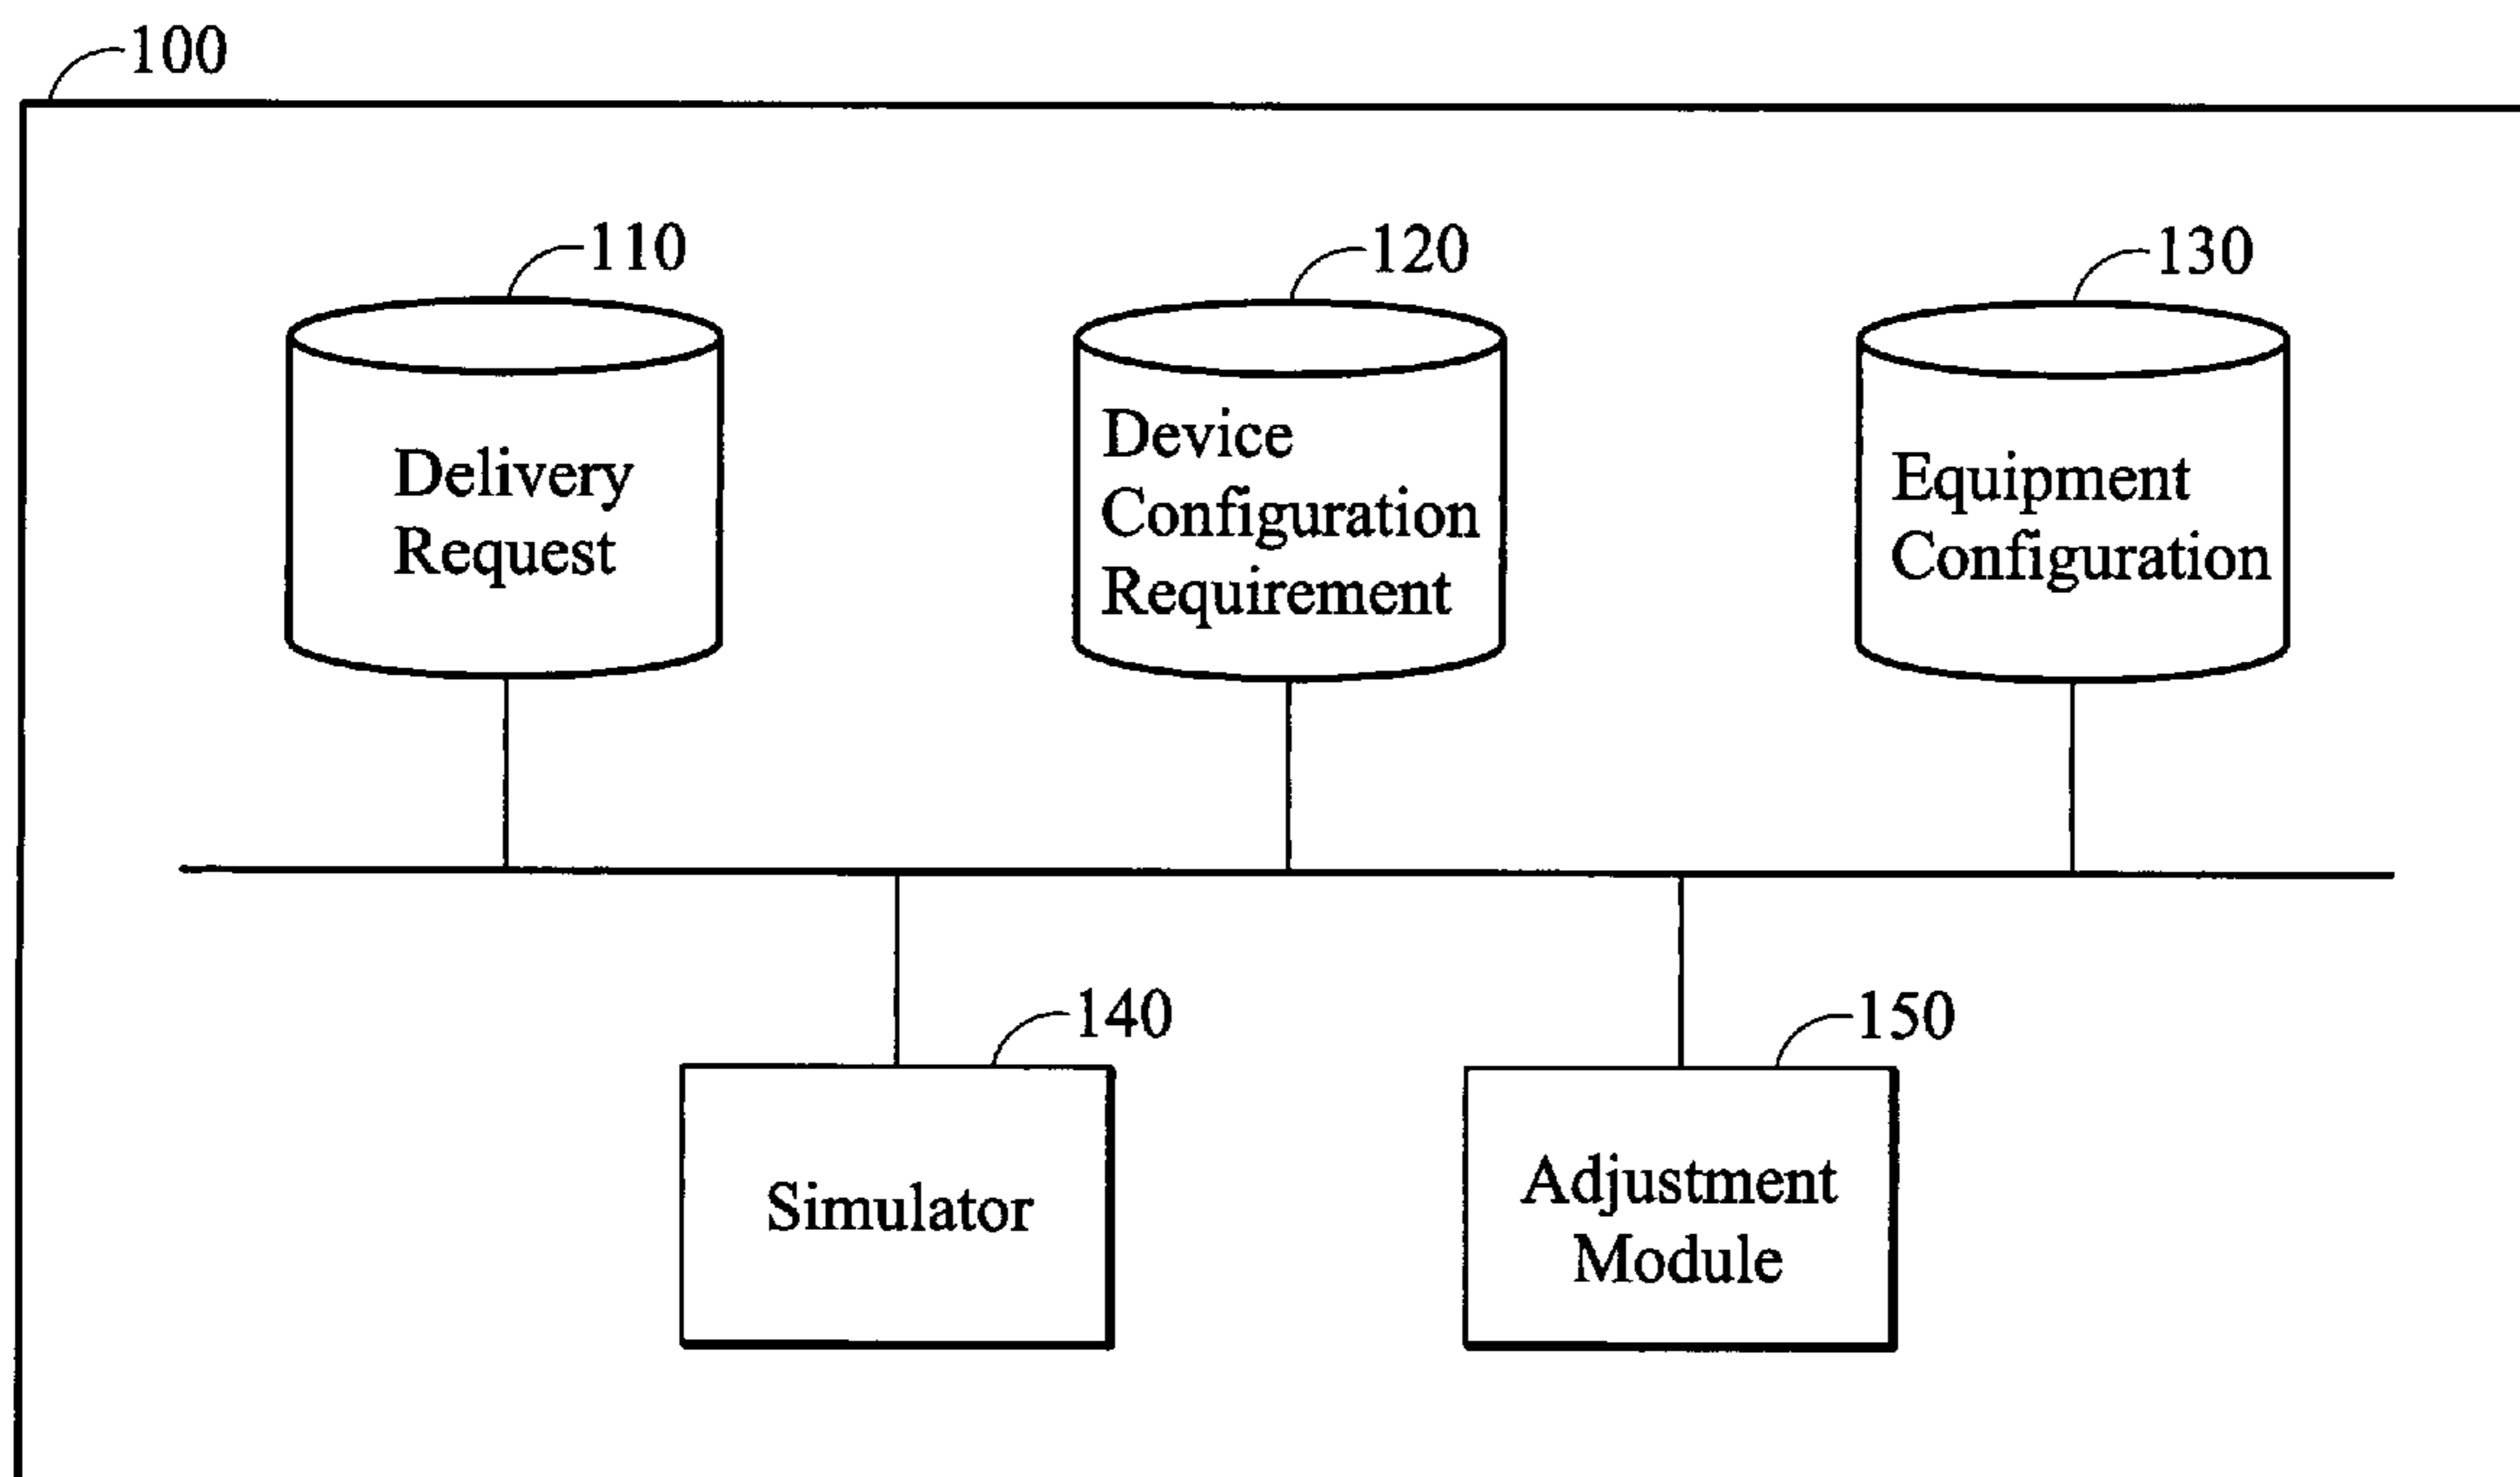 100
110
120
130
Delivery
Request
Device
Configuration
Requirement
Equipment
Configuration
140
150
Simulator
Adjustment
Module